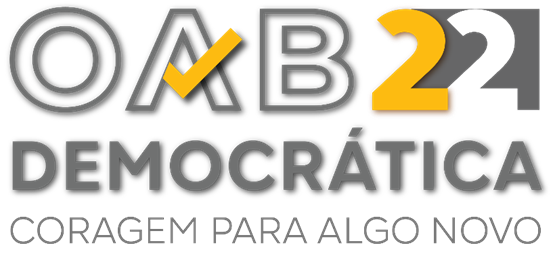 OAB 22
DEMOCRÁTICA
CORAGEM PARA ALGO NOVO